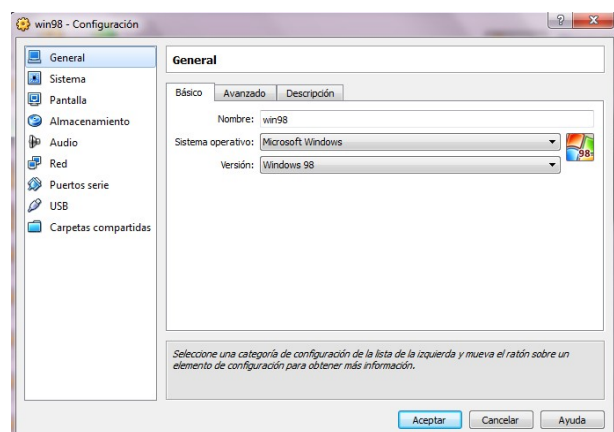 win98 - Configuración
General
Sistema
Pantalla
Almacenamiento
Audio
Red
Puertos serie
USB
Carpetas compartidas
General
Básico Avanzado Descripción
Nombre: win98
Sistema operativo: Microsoft Windows
Versión: Windows 98
98
Seleccione una categoría de configuración de la lista de la izquierda y mueva el ratón sobre un
elemento de configuración para obtener más información.
Aceptar Cancelar Ayuda